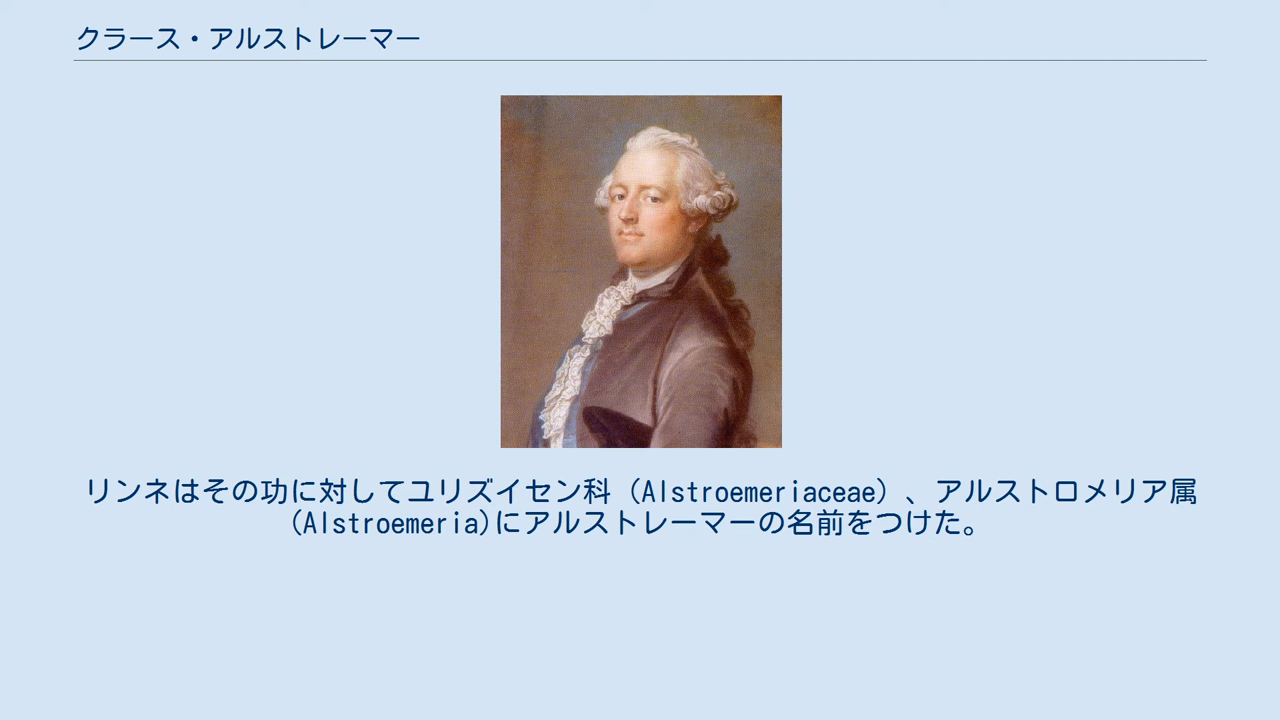 クラース・アルストレーマー
リンネはその功に対してユリズイセン科（Alstroemeriaceae）、アルストロメリア属
(Alstroemeria)にアルストレーマーの名前をつけた。